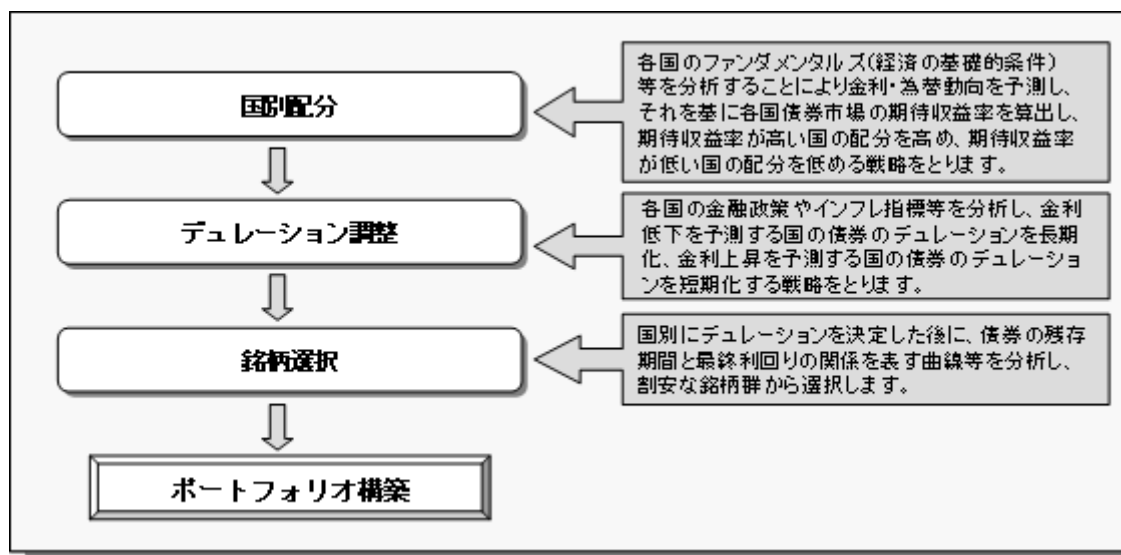 国別配分
各国のファンダメンタルズ(経済の基礎的条件)
等を分析することにより金利・為替動向を予測し、
それを基に各国債券市場の期待収益率を算出し、
期待収益率が高い国の配分を高め、期待収益率
が低い国の配分を低める戦略をとります。
デュレーション調整
各国の金融政策やインフレ指標等を分析し、金利
低下を予測する国の債券のデュレーションを長期
化、金利上昇を予測する国の債券のデュレーショ
ンを短期化する戦略をとります。
銘柄選択
国別にデュレーションを決定した後に、債券の残存
期間と最終利回りの関係を表す曲線等を分析し、
割安な銘柄群から選択します。
ポートフォリオ構築